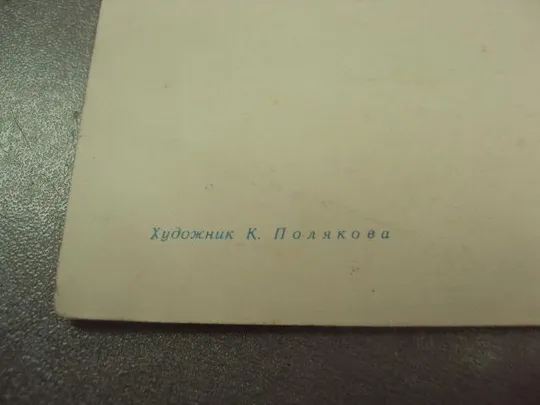 Художник К. Полякова